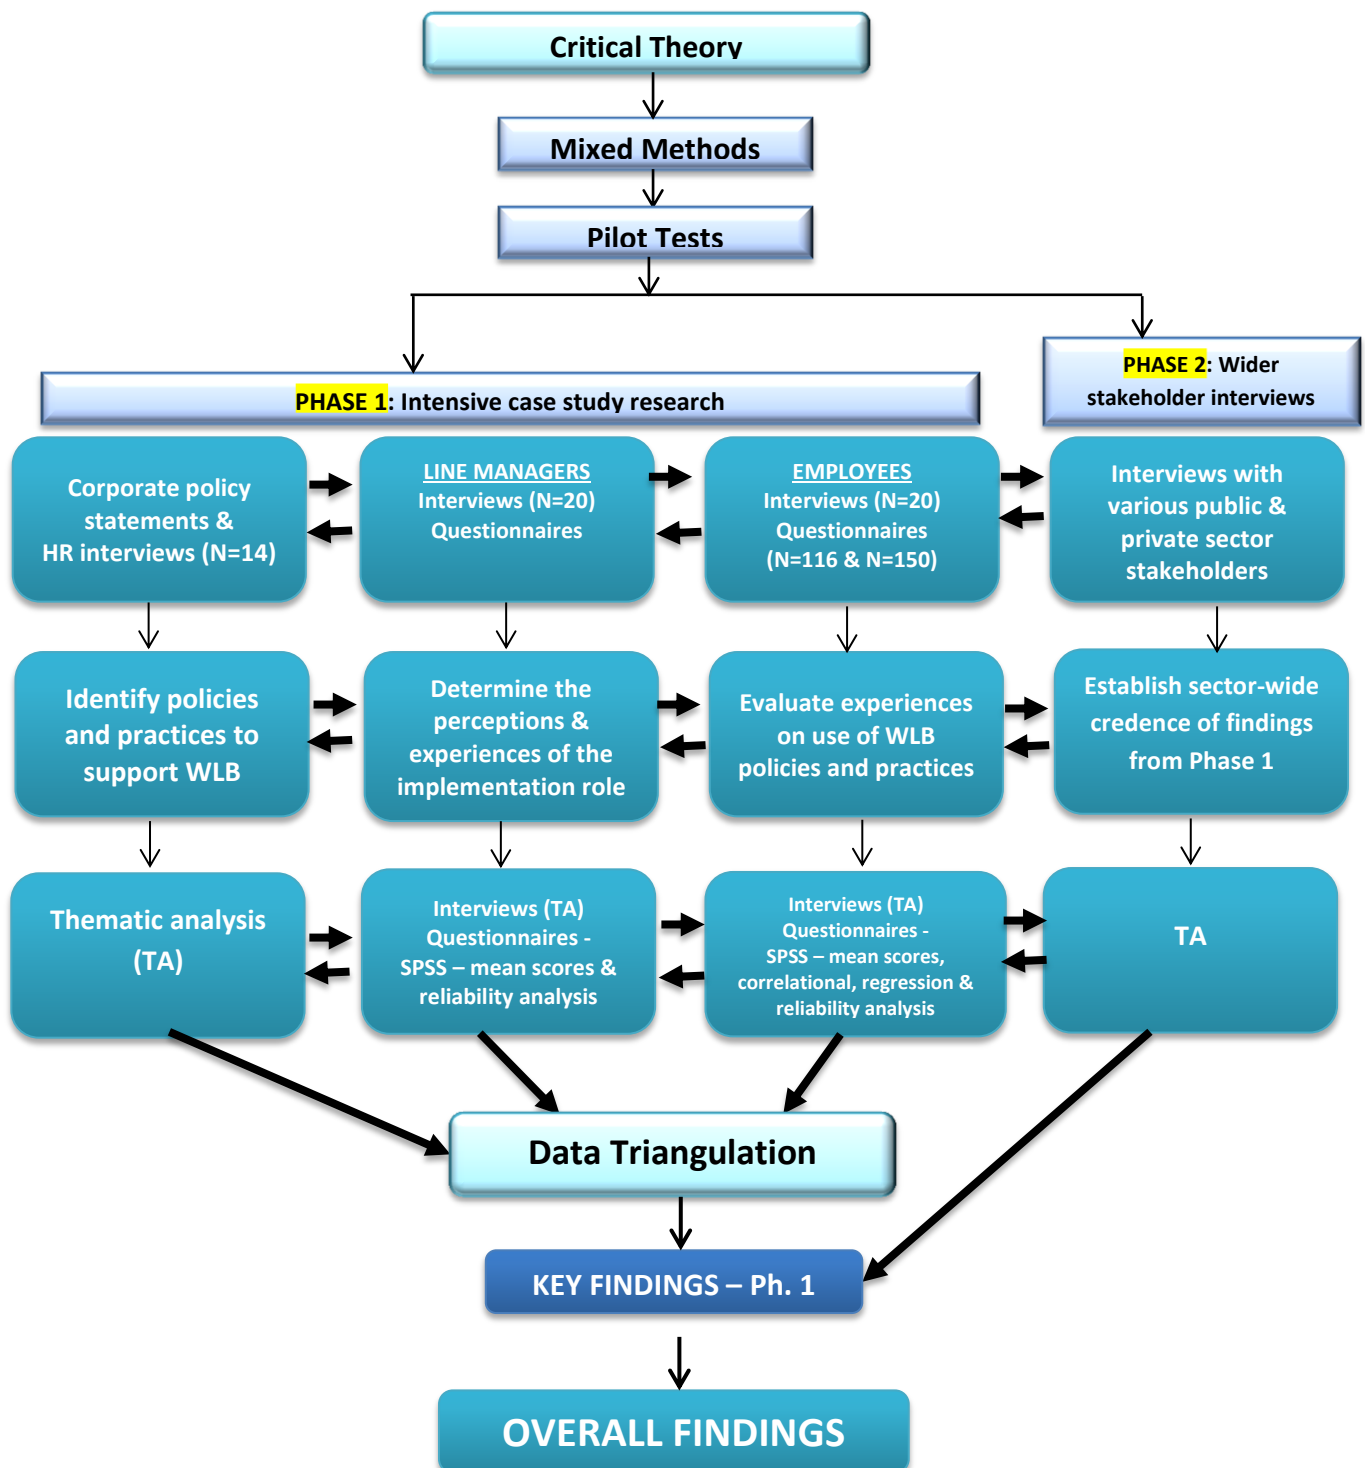 Critical Theory
Mixed Methods
Pilot Tests
PHASE 1: Intensive case study research
PHASE 2: Wider
stakeholder interviews
Corporate policy
statements &
HR interviews (N=14)
LINE MANAGERS
Interviews (N=20)
Questionnaires
EMPLOYEES
Interviews (N=20)
Questionnaires
(N=116 & N=150)
Interviews with
various public &
private sector
stakeholders
Identify policies
and practices to
support WLB
Determine the
perceptions &
experiences of the
implementation role
Evaluate experiences
on use of WLB
policies and practices
Establish sector-wide
credence of findings
from Phase 1
Thematic analysis
(TA)
Interviews (TA)
Questionnaires -
SPSS – mean scores &
reliability analysis
Interviews (TA)
Questionnaires -
SPSS – mean scores,
correlational, regression &
reliability analysis
TA
Data Triangulation
KEY FINDINGS – Ph. 1
OVERALL FINDINGS